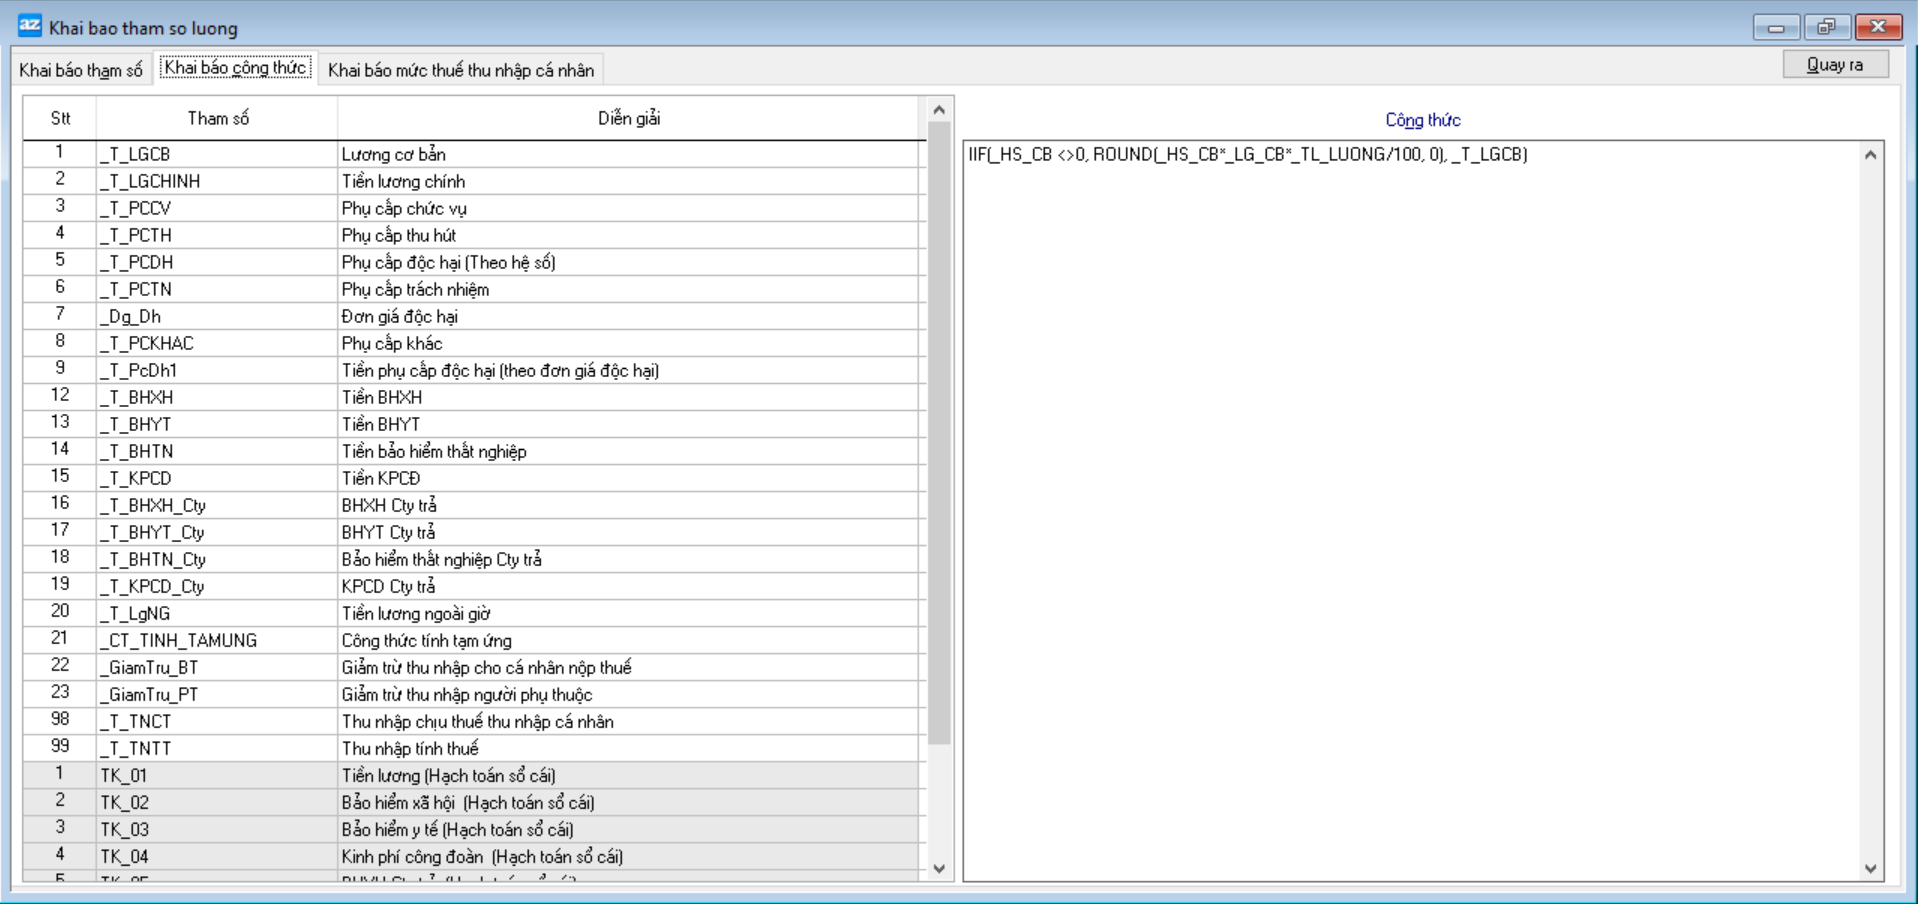 az Khai bao tham so luong
Khai báo tham số Khai báo công thức Khai báo mức thuế thu nhập cá nhân Quay ra
Stt Tham số Diễn giải Công thức
1 _T_LGCB Lương cơ bản IIF(_HS_CB <>0, ROUND(_HS_CB*_LG_CB*_TL_LUONG/100, 0), _T_LGCB)
2 _T_LGCHINH Tiền lương chính
3 _T_PCCV Phụ cấp chức vụ
4 _T_PCTH Phụ cấp thu hút
5 _T_PCDH Phụ cấp độc hại (Theo hệ số)
6 _T_PCTN Phụ cấp trách nhiệm
7 _Dg_Dh Đơn giá độc hại
8 _T_PCKHAC Phụ cấp khác
9 _T_PcDh1 Tiền phụ cấp độc hại (theo đơn giá độc hại)
12 _T_BHXH Tiền BHXH
13 _T_BHYT Tiền BHYT
14 _T_BHTN Tiền bảo hiểm thất nghiệp
15 _T_KPCD Tiền KPCĐ
16 _T_BHXH_Cty BHXH Cty trả
17 _T_BHYT_Cty BHYT Cty trả
18 _T_BHTN_Cty Bảo hiểm thất nghiệp Cty trả
19 _T_KPCD_Cty KPCD Cty trả
20 _T_LgNG Tiền lương ngoài giờ
21 _CT_TINH_TAMUNG Công thức tính tạm ứng
22 _GiamTru_BT Giảm trừ thu nhập cho cá nhân nộp thuế
23 _GiamTru_PT Giảm trừ thu nhập người phụ thuộc
98 _T_TNCT Thu nhập chịu thuế thu nhập cá nhân
99 _T_TNTT Thu nhập tính thuế
1 TK_01 Tiền lương (Hạch toán sổ cái)
2 TK_02 Bảo hiểm xã hội (Hạch toán sổ cái)
3 TK_03 Bảo hiểm y tế (Hạch toán sổ cái)
4 TK_04 Kinh phí công đoàn (Hạch toán sổ cái)